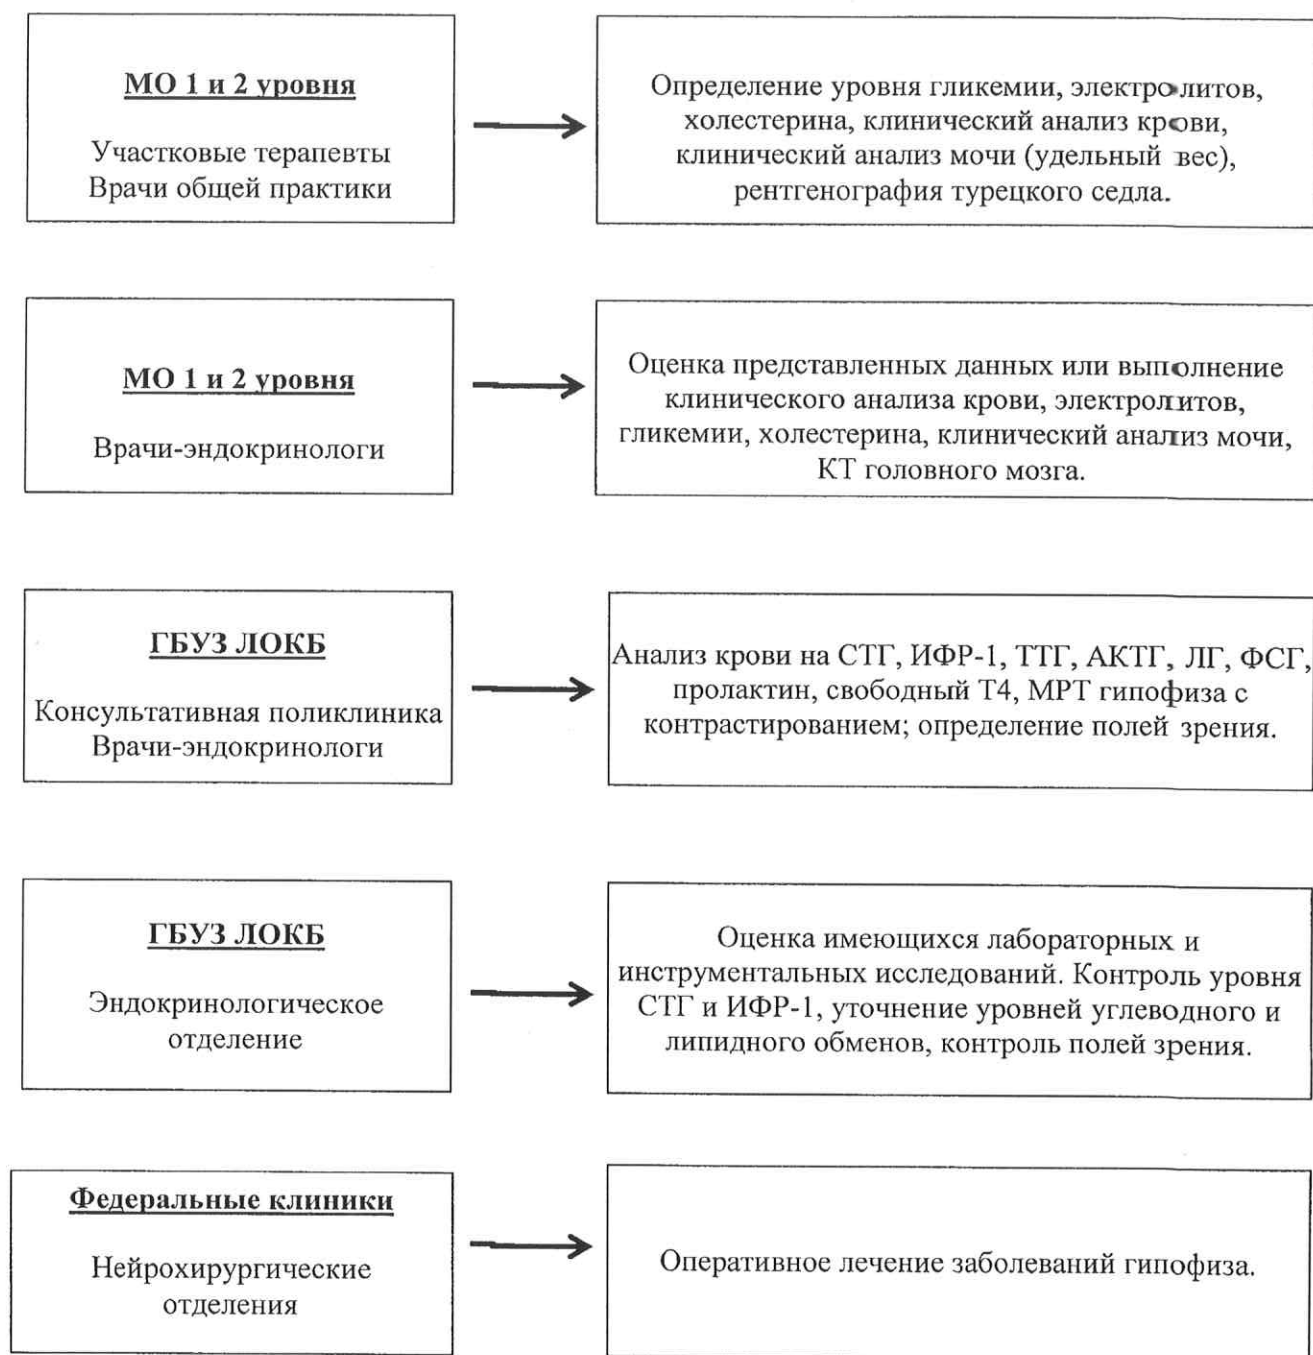 МО 1 и 2 уровня
Участковые терапевты
Врачи общей практики
Определение уровня гликемии, электролитов,
холестерина, клинический анализ крови,
клинический анализ мочи (удельный вес),
рентгенография турецкого седла.
МО 1 и 2 уровня
Врачи-эндокринологи
Оценка представленных данных или выполнение
клинического анализа крови, электролитов,
гликемии, холестерина, клинический анализ мочи,
КТ головного мозга.
ГБУЗ ЛОКБ
Консультативная поликлиника
Врачи-эндокринологи
Анализ крови на СТГ, ИФР-1, ТТГ, АКТГ, ЛГ, ФСГ,
пролактин, свободный Т4, МРТ гипофиза с
контрастированием; определение полей зрения.
ГБУЗ ЛОКБ
Эндокринологическое
отделение
Оценка имеющихся лабораторных и
инструментальных исследований. Контроль уровня
СТГ и ИФР-1, уточнение уровней углеводного и
липидного обменов, контроль полей зрения.
Федеральные клиники
Нейрохирургические
отделения
Оперативное лечение заболеваний гипофиза.